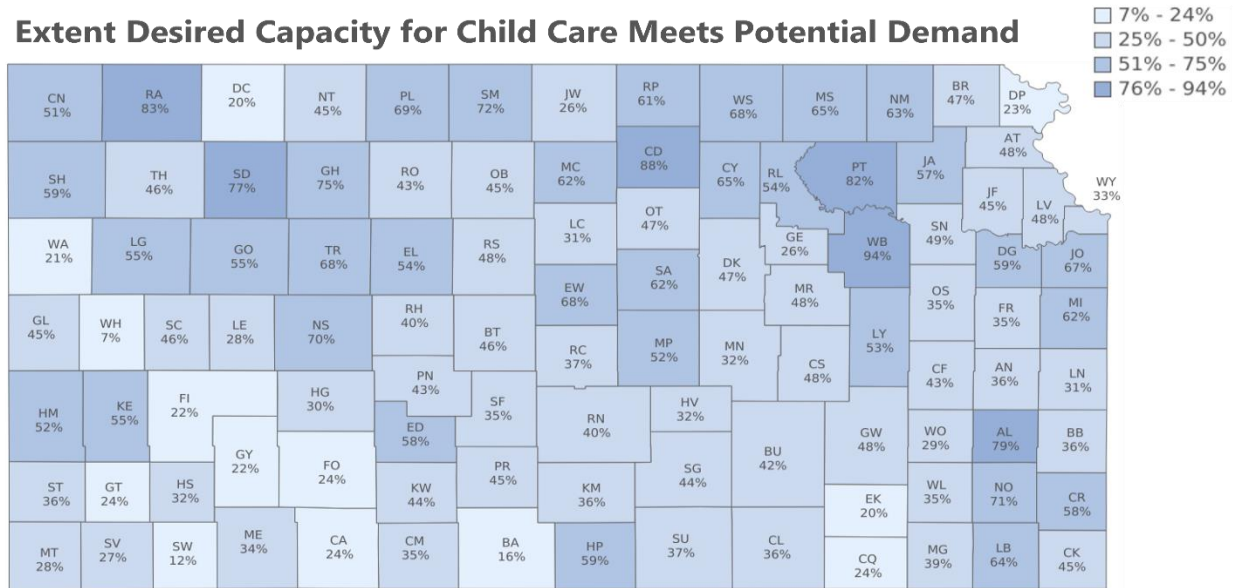 Extent Desired Capacity for Child Care Meets Potential Demand
7% - 24%
25% - 50%
51% - 75%
76% - 94%
CN
51%
RA
83%
DC
20%
NT
45%
PL
69%
SM
72%
JW
26%
RP
61%
WS
68%
MS
65%
NM
63%
BR
47%
DP
23%
AT
48%
SH
59%
TH
46%
SD
77%
GH
75%
RO
43%
OB
45%
MC
62%
CD
88%
CY
65%
RL
54%
PT
82%
JA
57%
JF
45%
LV
48%
WY
33%
WA
21%
LG
55%
GO
55%
TR
68%
EL
54%
RS
48%
LC
31%
OT
47%
DK
47%
GE
26%
WB
94%
SN
49%
DG
59%
JO
67%
EW
68%
SA
62%
MR
48%
OS
35%
FR
35%
MI
62%
GL
45%
WH
7%
SC
46%
LE
28%
NS
70%
RH
40%
BT
46%
RC
37%
MP
52%
MN
32%
CS
48%
LY
53%
CF
43%
AN
36%
LN
31%
HM
52%
KE
55%
FI
22%
HG
30%
PN
43%
SF
35%
RN
40%
HV
32%
ED
58%
GY
22%
FO
24%
BU
42%
GW
48%
WO
29%
AL
79%
BB
36%
ST
36%
GT
24%
HS
32%
KW
44%
PR
45%
KM
36%
SG
44%
EK
20%
WL
35%
NO
71%
CR
58%
MT
28%
SV
27%
SW
12%
ME
34%
CA
24%
CM
35%
BA
16%
HP
59%
SU
37%
CL
36%
CQ
24%
MG
39%
LB
64%
CK
45%